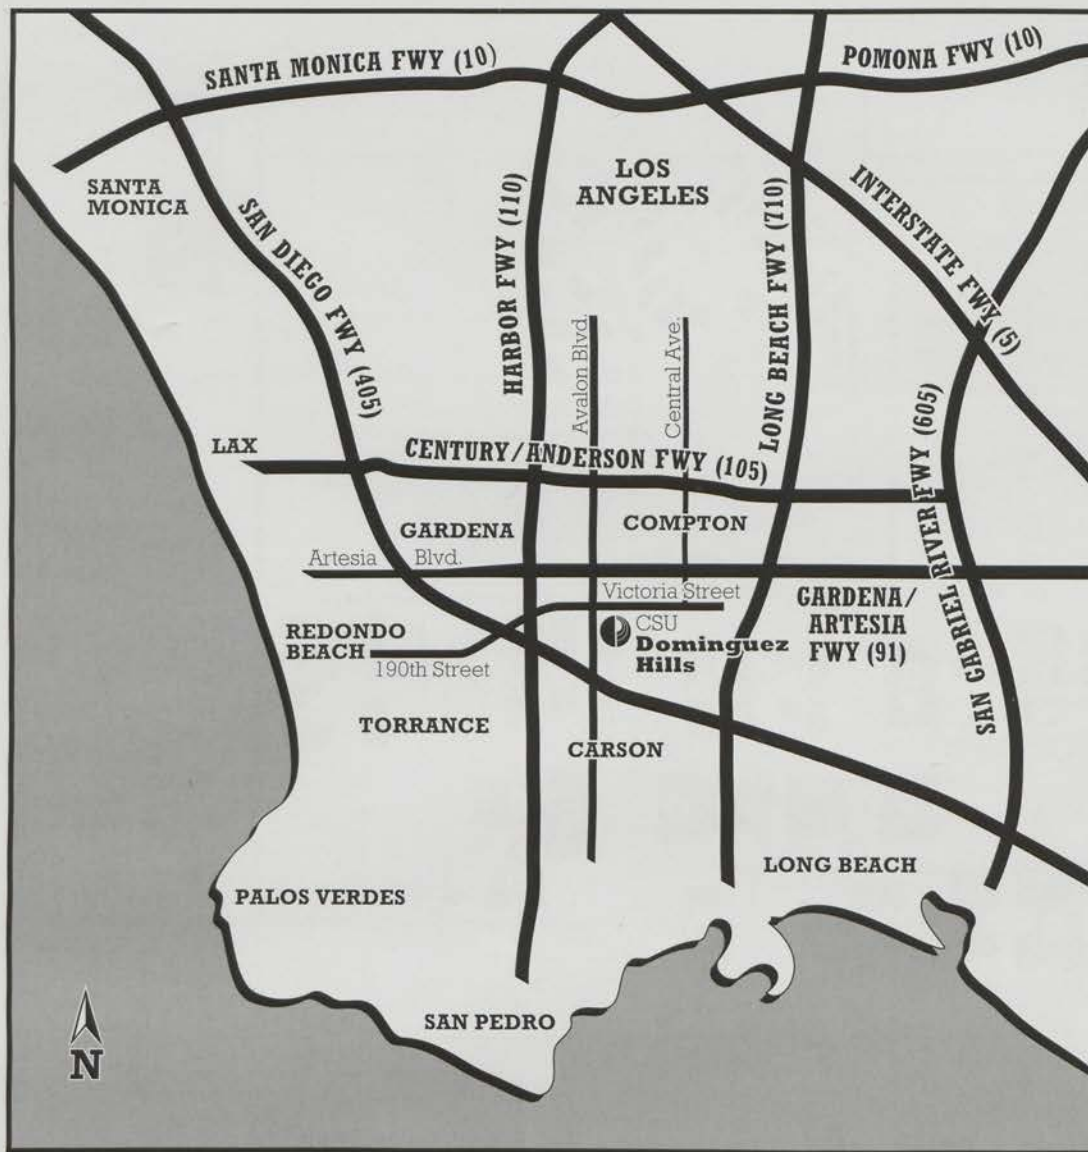 SANTA MONICA FWY (10)
POMONA FWY (10)
SANTA
MONICA
LOS
ANGELES
SAN DIEGO FWY (405)
HARBOR FWY (110)
LONG BEACH FWY (710)
INTERSTATE FWY (5)
Avalon Blvd.
Central Ave.
LAX
CENTURY/ANDERSON FWY (105)
SAN GABRIEL RIVER FWY (605)
GARDENA
COMPTON
Artesia Blvd.
Victoria Street
GARDENA/
ARTESIA
FWY (91)
REDONDO
BEACH
190th Street
CSU
Dominguez
Hills
TORRANCE
CARSON
LONG BEACH
PALOS VERDES
SAN PEDRO
N